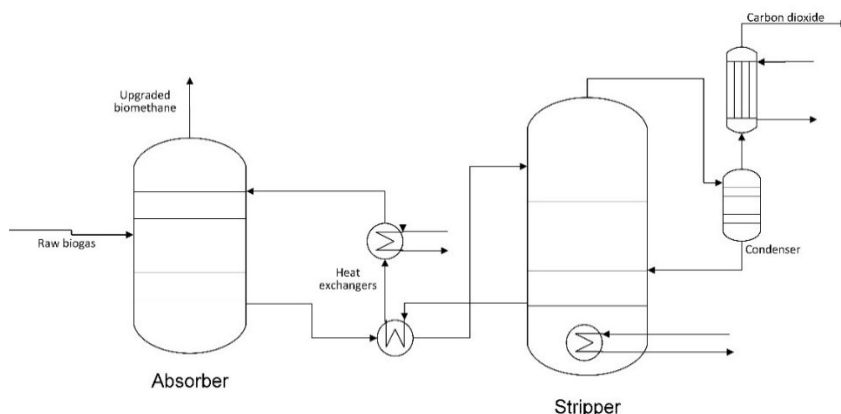 Carbon dioxide
Upgraded
biomethane
Raw biogas
Heat
exchangers
Condenser
Absorber
Stripper